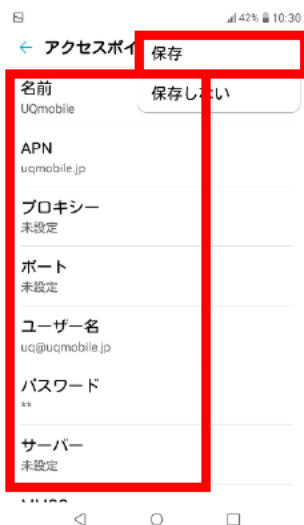 42% 10:30
← アクセスポイ
保存
保存しない
名前
UQmobile
APN
uqmobile.jp
プロキシー
未設定
ポート
未設定
ユーザー名
uq@uqmobile.jp
パスワード
**
サーバー
未設定